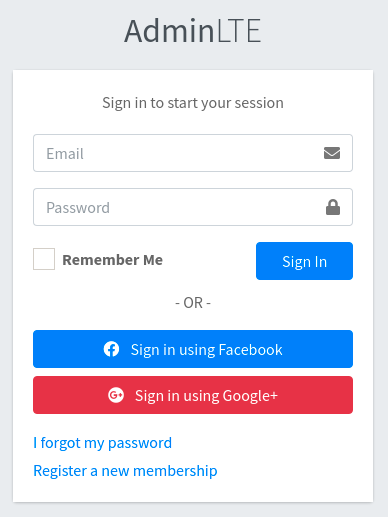 AdminLTE
Sign in to start your session
Email
Password
Remember Me
Sign In
- OR -
Sign in using Facebook
Sign in using Google+
I forgot my password
Register a new membership